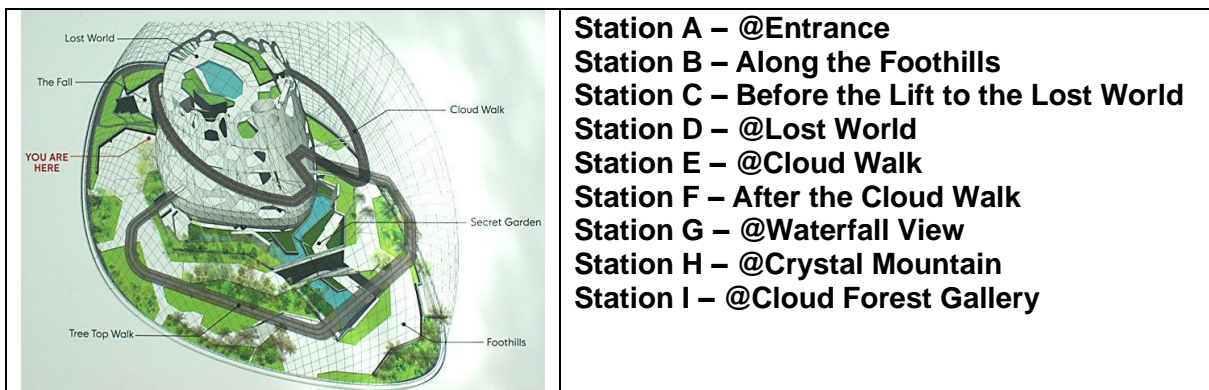 Lost World
The Fall
Cloud Walk
YOU ARE
HERE
Secret Garden
Tree Top Walk
Foothills
Station A – @Entrance
Station B – Along the Foothills
Station C – Before the Lift to the Lost World
Station D – @Lost World
Station E – @Cloud Walk
Station F – After the Cloud Walk
Station G – @Waterfall View
Station H – @Crystal Mountain
Station I – @Cloud Forest Gallery